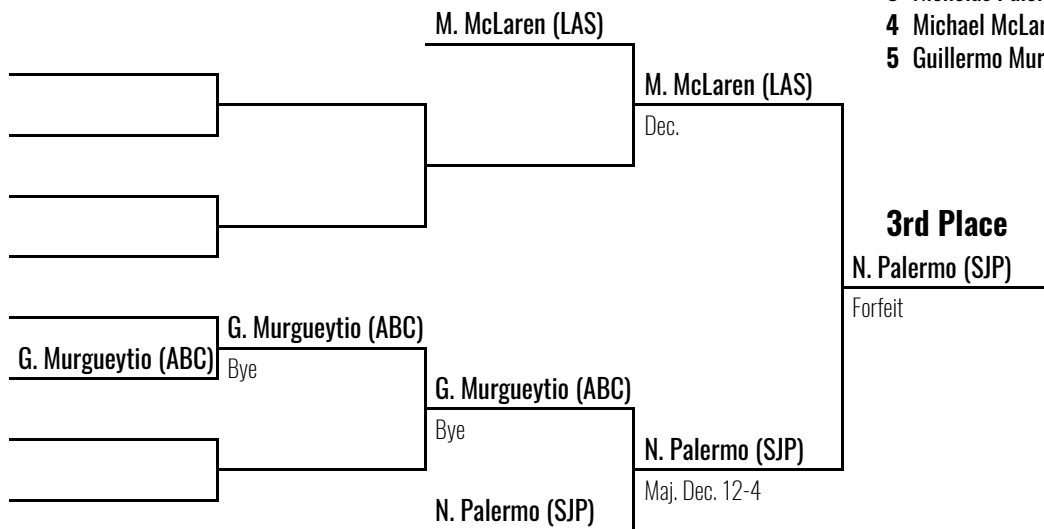 M. McLaren (LAS)
4 Michael McLar
5 Guillermo Mur
M. McLaren (LAS)
Dec.
3rd Place
N. Palermo (SJP)
Forfeit
G. Murgueytio (ABC)
G. Murgueytio (ABC)
Bye
G. Murgueytio (ABC)
Bye
N. Palermo (SJP)
Maj. Dec. 12-4
N. Palermo (SJP)